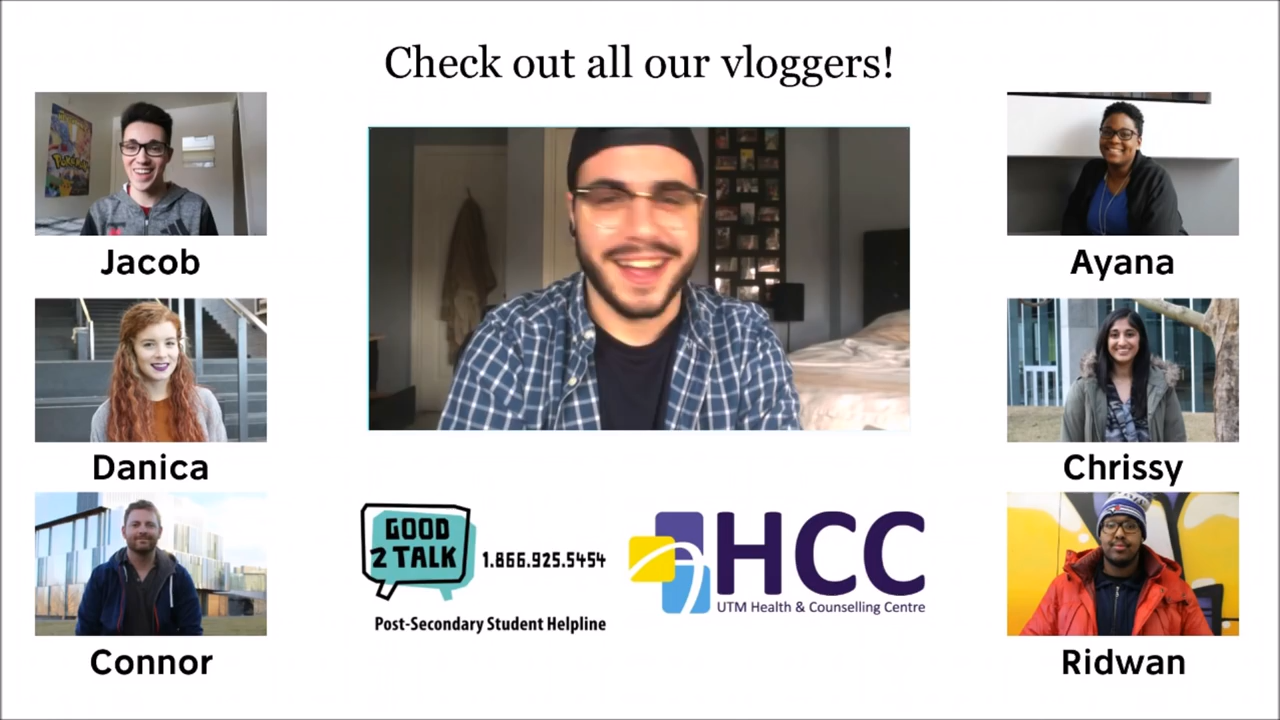 Check out all our vloggers!
POKéMON
Jacob
Ayana
Danica
Chrissy
Connor
Ridwan
GOOD
2 TALK
1.866.925.5454
Post-Secondary Student Helpline
HCC
UTM Health & Counselling Centre